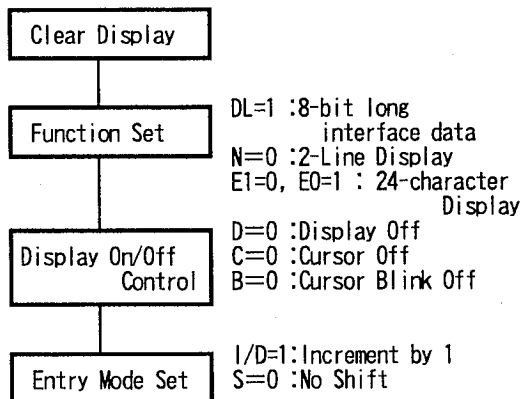 Clear Display
Function Set
DL=1 :8-bit long
interface data
N=0 :2-Line Display
E1=0, E0=1 : 24-character
Display
Display On/Off
Control
D=0 :Display Off
C=0 :Cursor Off
B=0 :Cursor Blink Off
Entry Mode Set
I/D=1:Increment by 1
S=0 :No Shift